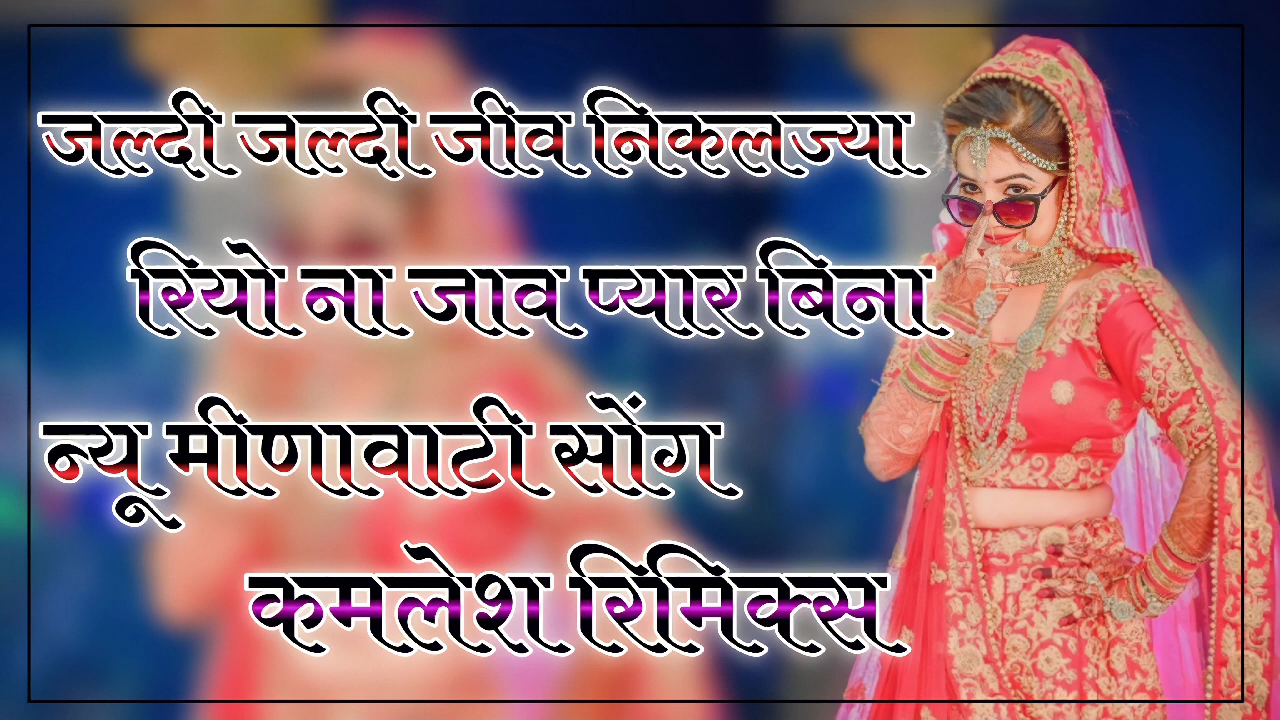 जल्दी जल्दी जीव निकलज्या
रियो ना जाव प्यार बिना
न्यू मीणावाटी सोंग
कमलेश रिमिक्स